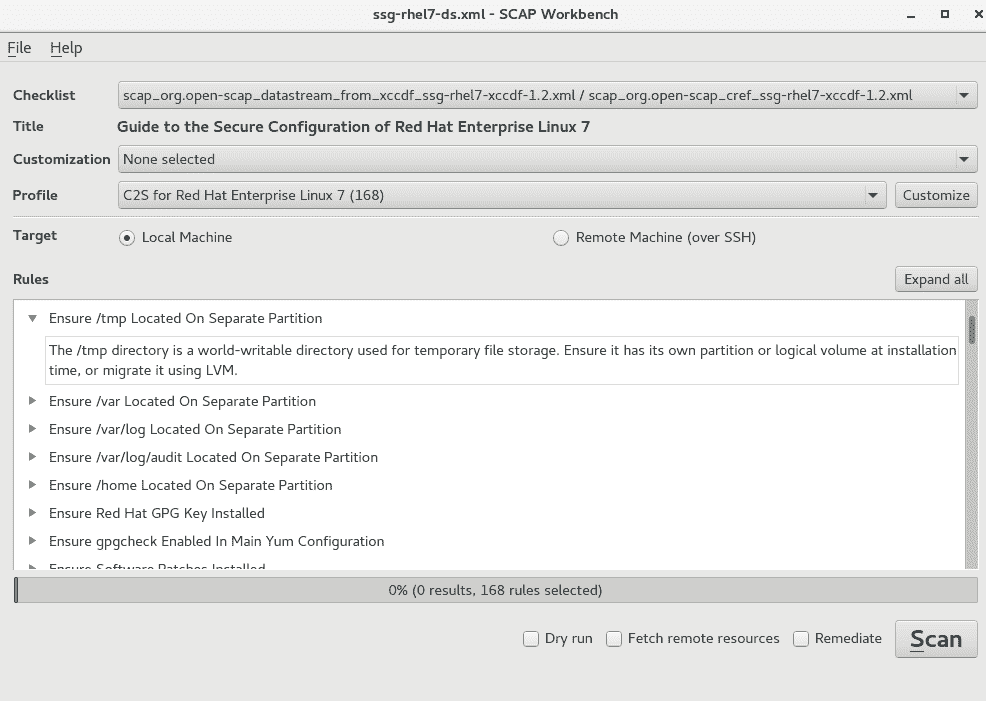 ssg-rhel7-ds.xml - SCAP Workbench
File Help
Checklist scap_org.open-scap_datastream_from_xccdf_ssg-rhel7-xccdf-1.2.xml / scap_org.open-scap_cref_ssg-rhel7-xccdf-1.2.xml
Title Guide to the Secure Configuration of Red Hat Enterprise Linux 7
Customization None selected
Profile C2S for Red Hat Enterprise Linux 7 (168) Customize
Target Local Machine Remote Machine (over SSH)
Rules Expand all
Ensure /tmp Located On Separate Partition
The /tmp directory is a world-writable directory used for temporary file storage. Ensure it has its own partition or logical volume at installation
time, or migrate it using LVM.
Ensure /var Located On Separate Partition
Ensure /var/log Located On Separate Partition
Ensure /var/log/audit Located On Separate Partition
Ensure /home Located On Separate Partition
Ensure Red Hat GPG Key Installed
Ensure gpgcheck Enabled In Main Yum Configuration
Ensure Software Patches Installed
0% (0 results, 168 rules selected)
Dry run Fetch remote resources Remediate Scan